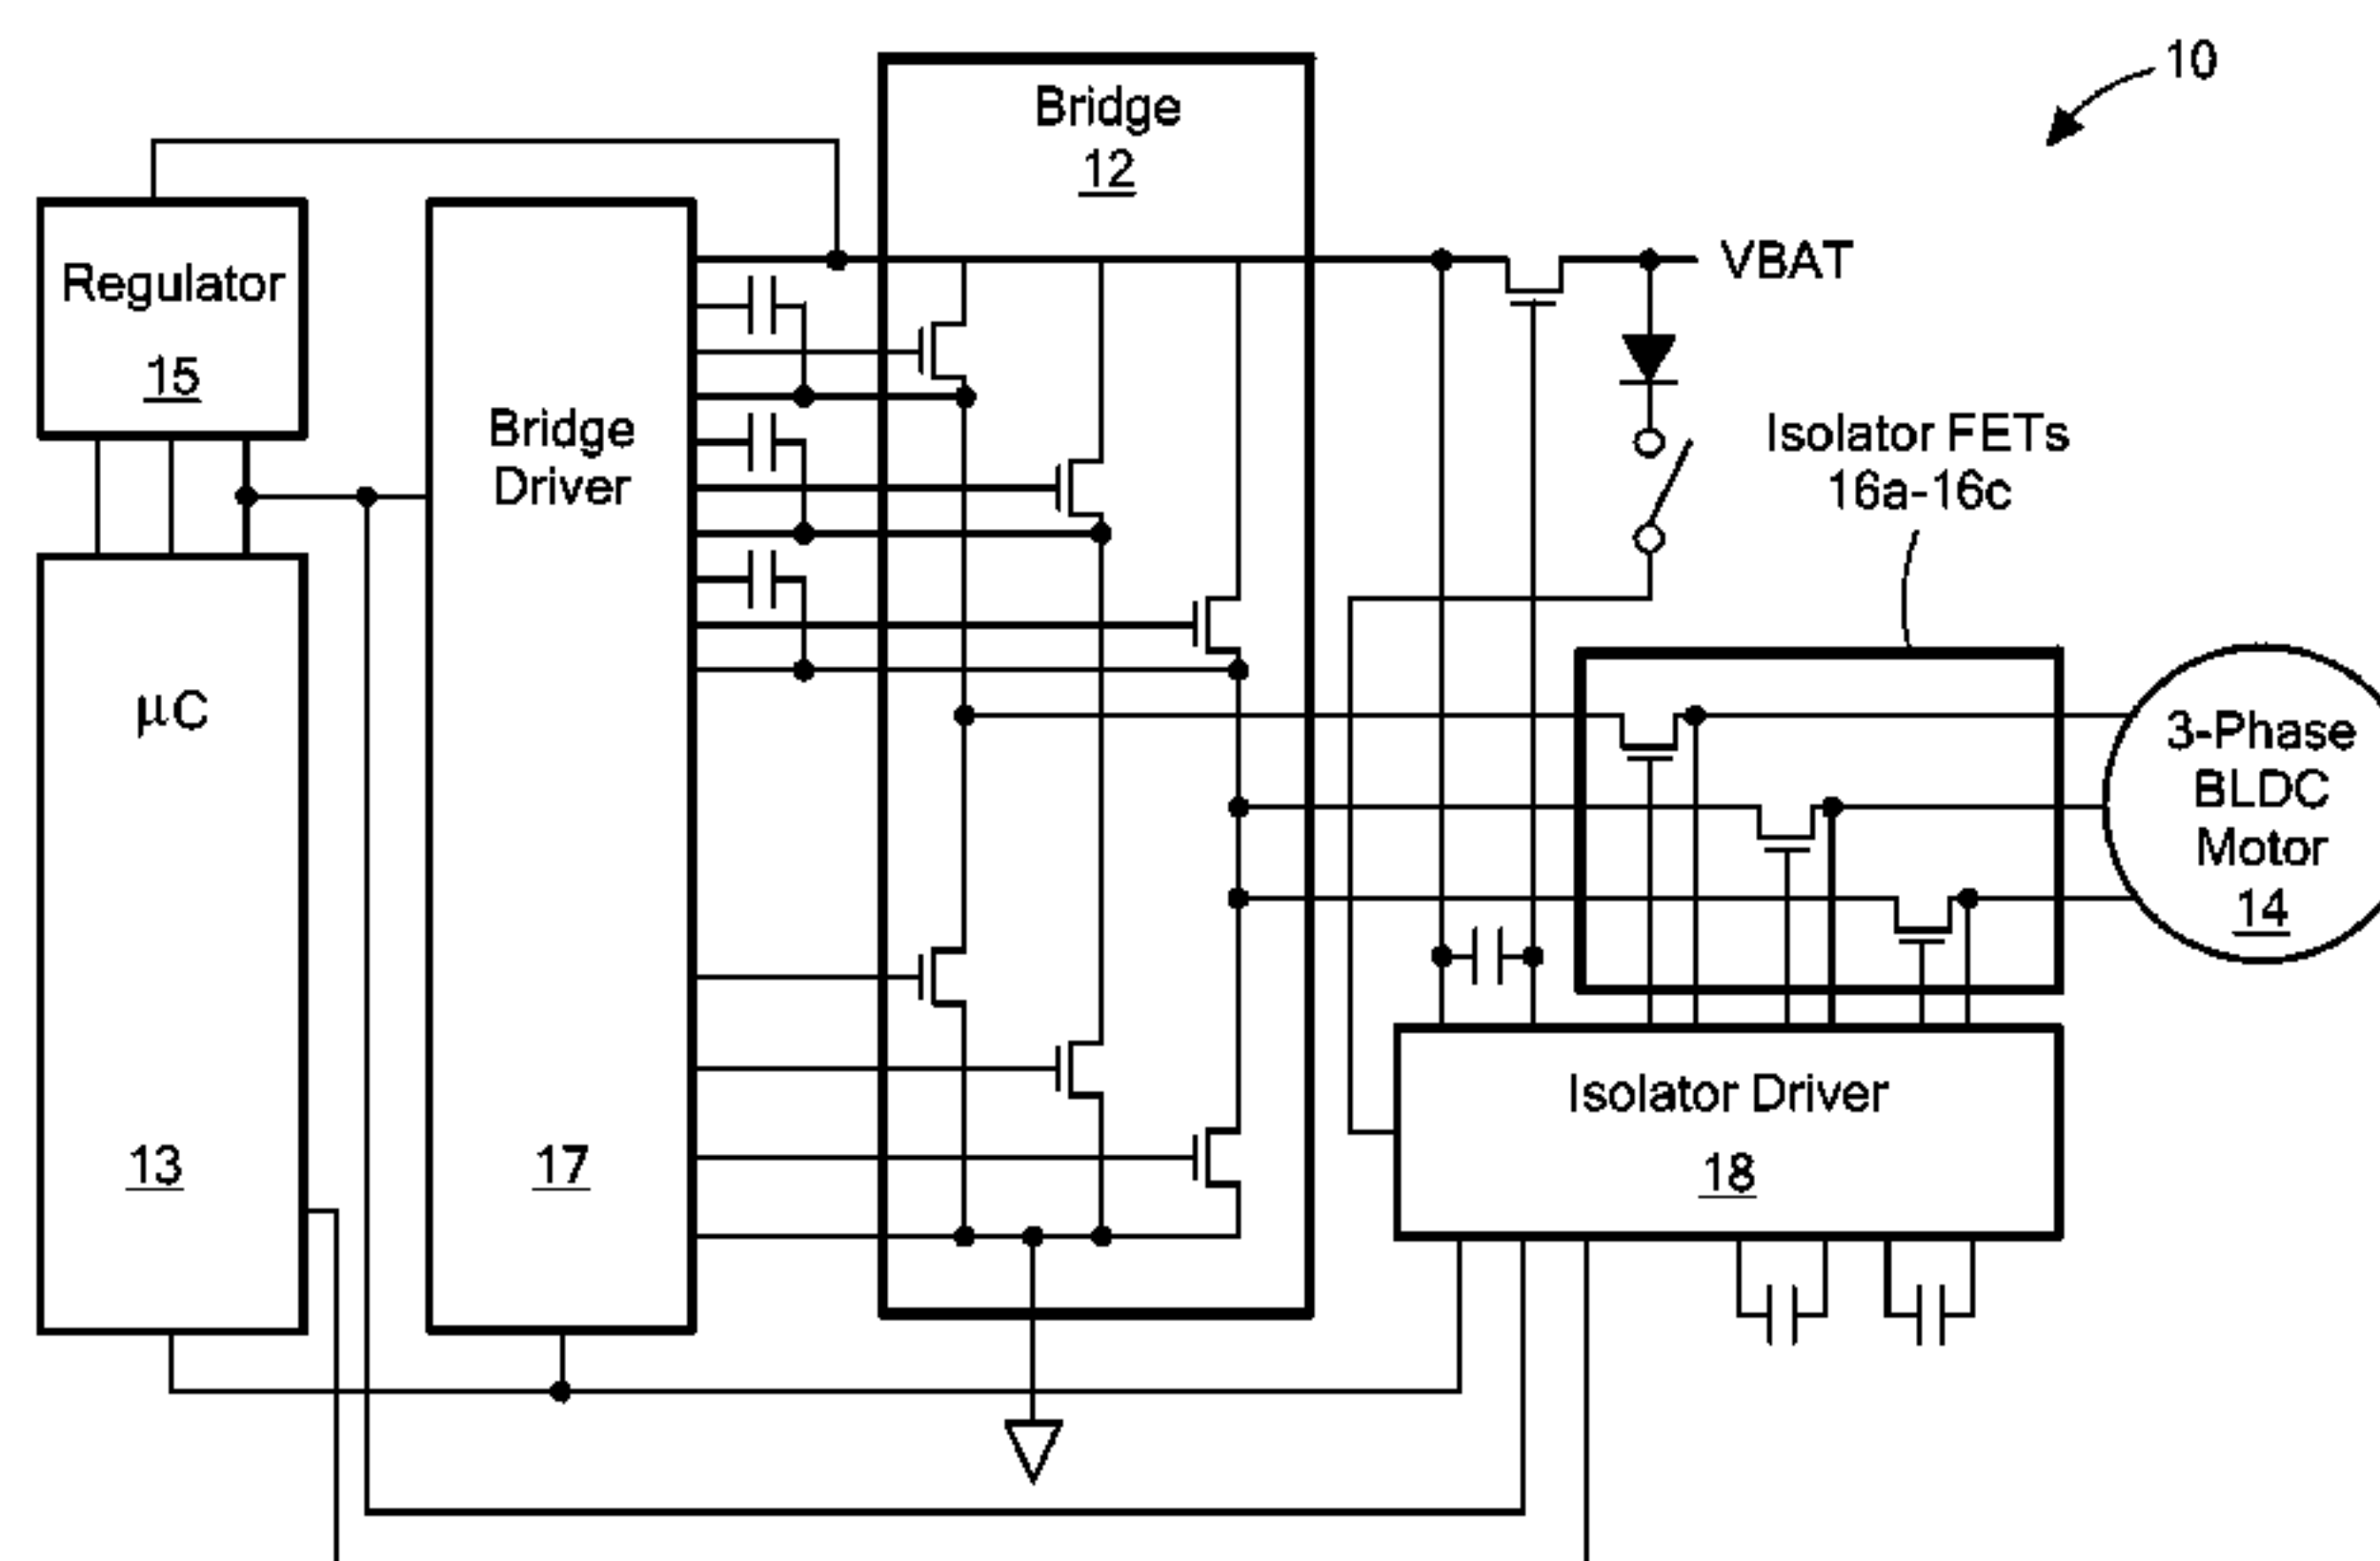 10
Bridge
12
VBAT
Regulator
15
Bridge
Driver
Isolator FETs
16a-16c
μC
3-Phase
BLDC
Motor
14
Isolator Driver
18
13
17